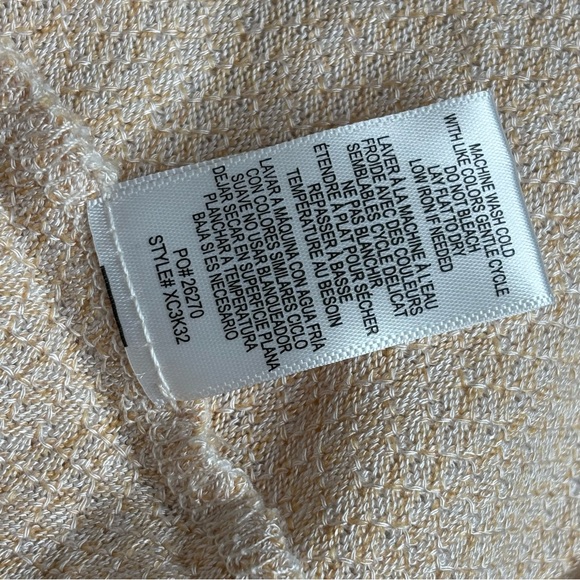 MACHINE WASH COLD
WITH LIKE COLORS GENTLE CYCLE
DO NOT BLEACH
LAY FLAT TO DRY
LOW IRON IF NEEDED
LAVER À LA MACHINE À L'EAU
FROIDE AVEC DES COULEURS
SEMBLABLES CYCLE DÉLICAT
NE PAS BLANCHIR
ÉTENDRE À PLAT POUR SÉCHER
REPASSER À BASSE
TEMPÉRATURE AU BESOIN
LAVAR A MÁQUINA CON AGUA FRÍA
CON COLORES SIMILARES CICLO
SUAVE NO USAR BLANQUEADOR
DEJAR SECAR EN SUPERFICIE PLANA
PLANCHAR A TEMPERATURA
BAJA SI ES NECESARIO
PO# 26270
STYLE# XC3K32